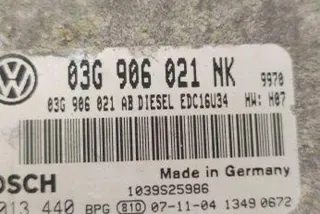 03G 906 021 NK 9970
03G 906 021 AB DIESEL EDC16U34 HW: H07
Made in Germany
OSCH 1039S25986
013 440 BPG 810 07-11-04 1349 0672